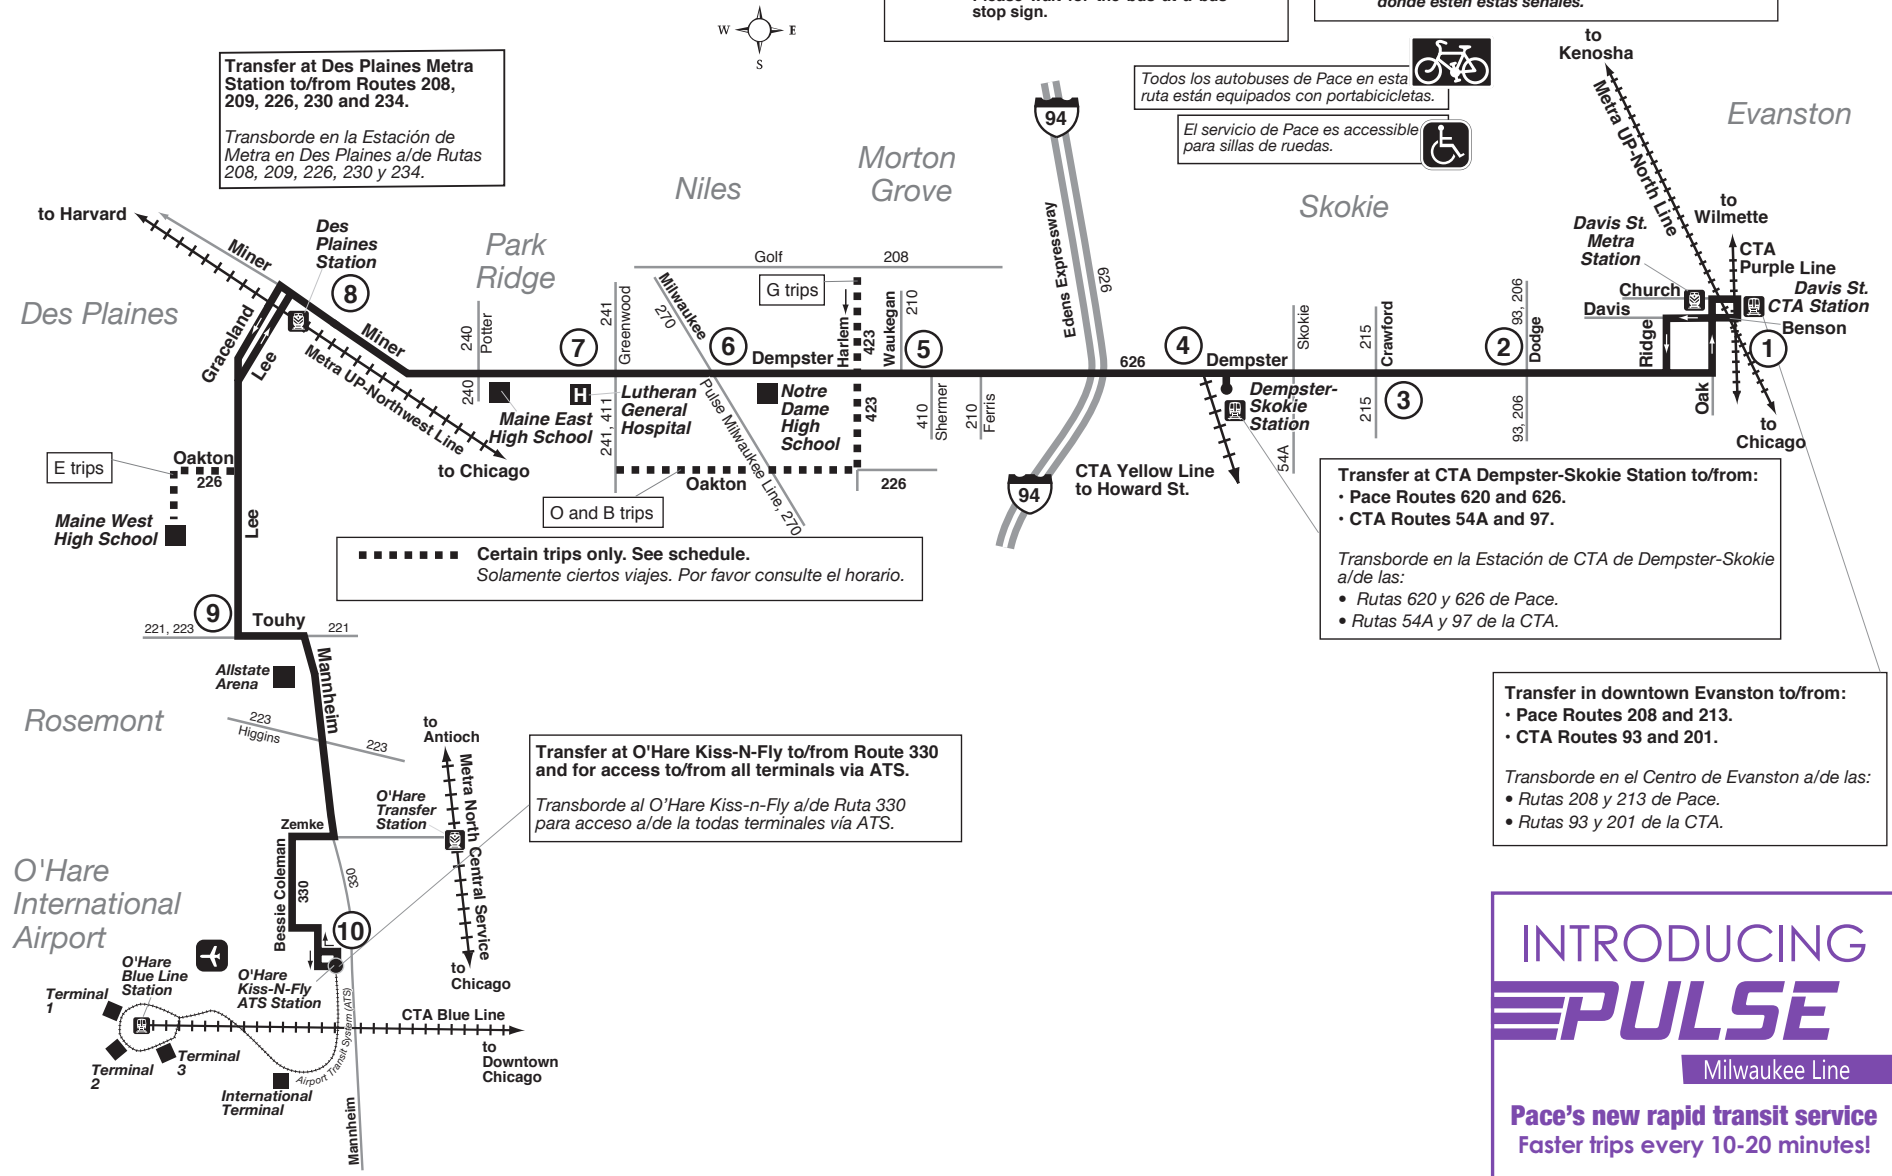 stop sign.
donde estén estas señales.
W
E
S
Transfer at Des Plaines Metra
Station to/from Routes 208,
209, 226, 230 and 234.
Transborde en la Estación de
Metra en Des Plaines a/de Rutas
208, 209, 226, 230 y 234.
to
Kenosha
Todos los autobuses de Pace en esta
ruta están equipados con portabicicletas.
El servicio de Pace es accessible
para sillas de ruedas.
94
Evanston
Morton
Grove
Niles
Skokie
Park
Ridge
Des Plaines
to Harvard
Miner
Des
Plaines
Station
8
Graceland
Lee
Miner
Metra UP-Northwest Line
to Chicago
240
Potter
240
Maine East
High School
7
H
Lutheran
General
Hospital
241
Greenwood
241, 411
Golf
208
G trips
Milwaukee
270
Pulse Milwaukee Line, 270
6
Dempster
Notre
Dame
High
School
Harlem
423
423
Waukegan
210
5
410
Shermer
210
Ferris
Edens Expressway
626
626
94
4
Dempster
Dempster-
Skokie
Station
Skokie
54A
CTA Yellow Line
to Howard St.
215
Crawford
215
3
2
93, 206
Dodge
93, 206
Metra UP-North Line
Davis St.
Metra
Station
to
Wilmette
CTA
Purple Line
Davis St.
CTA Station
Church
Davis
Benson
Ridge
Oak
1
to
Chicago
E trips
Oakton
226
Maine West
High School
Lee
O and B trips
Oakton
226
Certain trips only. See schedule.
Solamente ciertos viajes. Por favor consulte el horario.
Transfer at CTA Dempster-Skokie Station to/from:
• Pace Routes 620 and 626.
• CTA Routes 54A and 97.
Transborde en la Estación de CTA de Dempster-Skokie
a/de las:
• Rutas 620 y 626 de Pace.
• Rutas 54A y 97 de la CTA.
9
Touhy
221, 223
221
Allstate
Arena
Mannheim
Rosemont
223
Higgins
223
Transfer in downtown Evanston to/from:
• Pace Routes 208 and 213.
• CTA Routes 93 and 201.
Transborde en el Centro de Evanston a/de las:
• Rutas 208 y 213 de Pace.
• Rutas 93 y 201 de la CTA.
to
Antioch
Metra North Central Service
O'Hare
Transfer
Station
Transfer at O'Hare Kiss-N-Fly to/from Route 330
and for access to/from all terminals via ATS.
Transborde al O'Hare Kiss-n-Fly a/de Ruta 330
para acceso a/de la todas terminales vía ATS.
Zemke
Bessie Coleman
330
330
O'Hare
International
Airport
10
O'Hare
Blue Line
Station
O'Hare
Kiss-N-Fly
ATS Station
to
Chicago
Terminal
1
Terminal
2
Terminal
3
CTA Blue Line
to
Downtown
Chicago
Airport Transit System (ATS)
International
Terminal
Mannheim
INTRODUCING
PULSE
Milwaukee Line
Pace's new rapid transit service
Faster trips every 10-20 minutes!